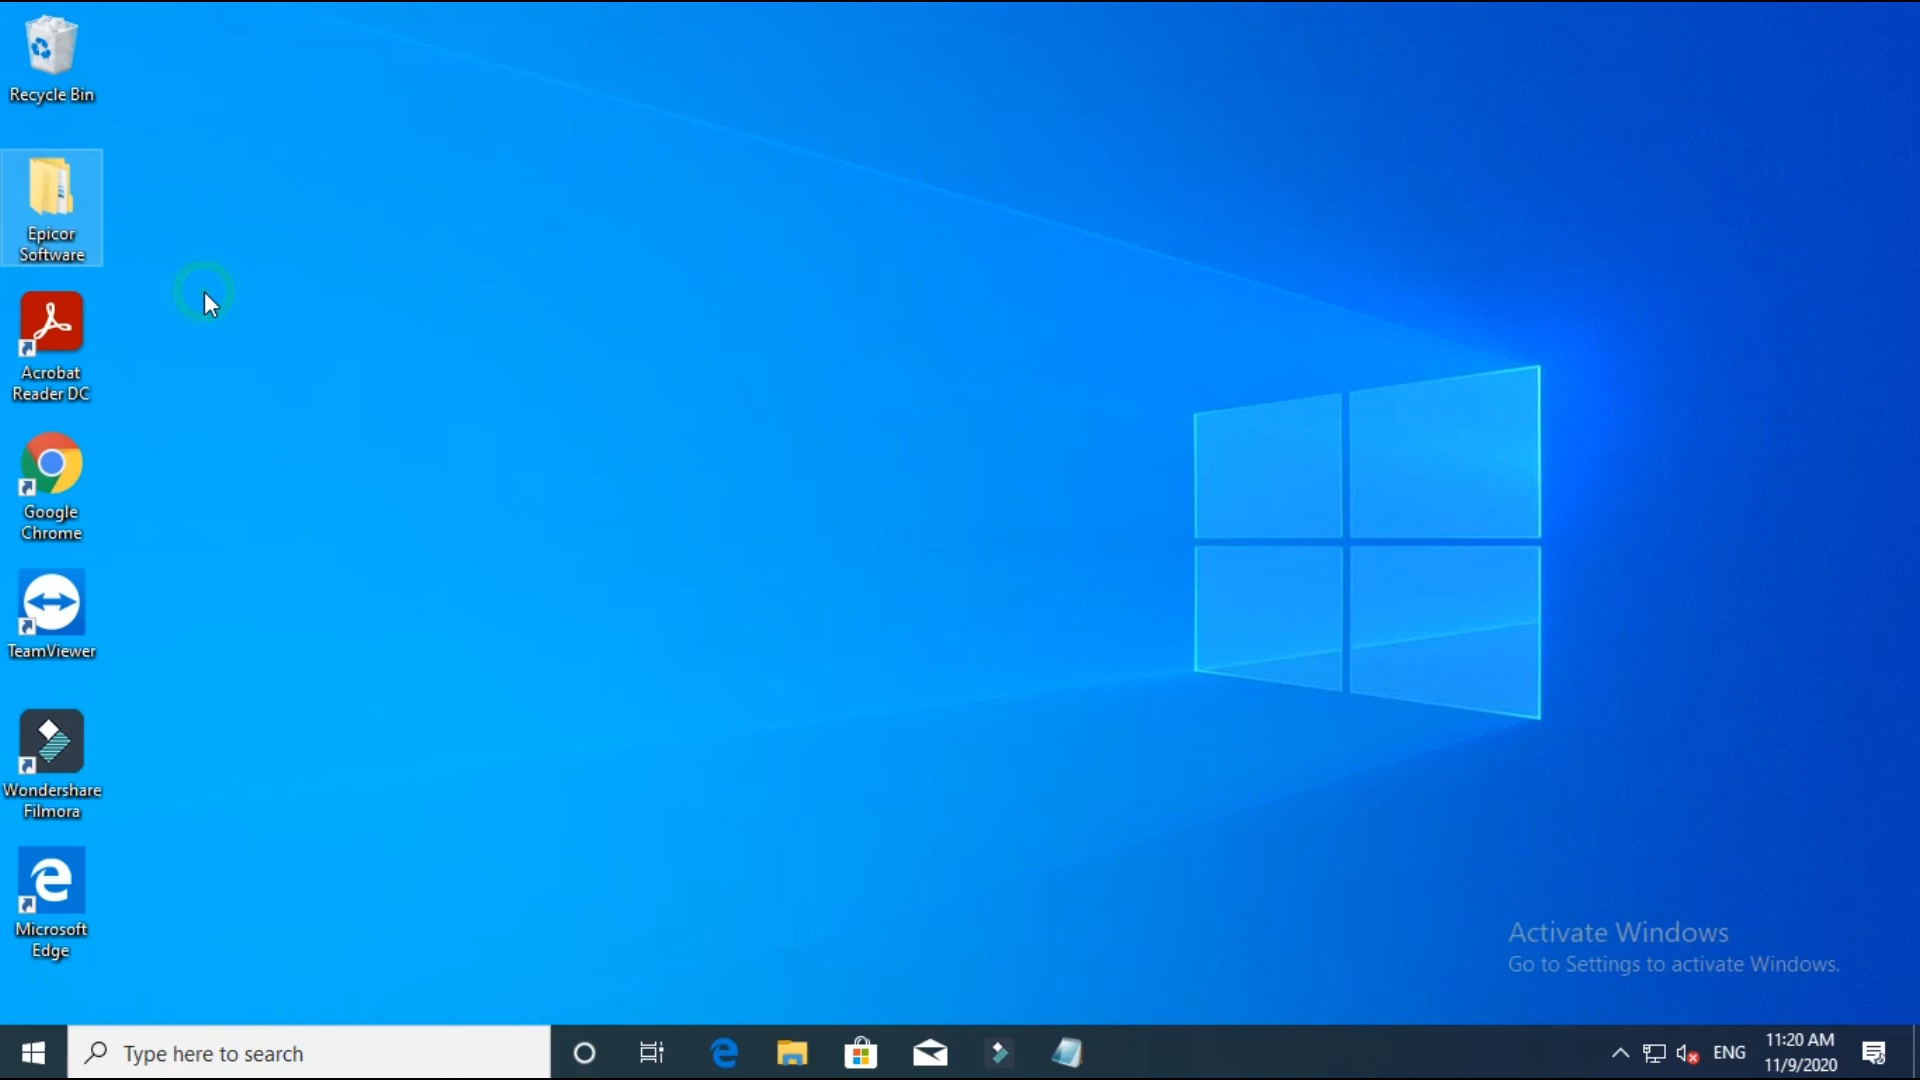 Recycle Bin
Epicor
Software
Acrobat
Reader DC
Google
Chrome
TeamViewer
Wondershare
Filmora
Microsoft
Edge
Activate Windows
Go to Settings to activate Windows.
Type here to search
ENG
11:20 AM
11/9/2020